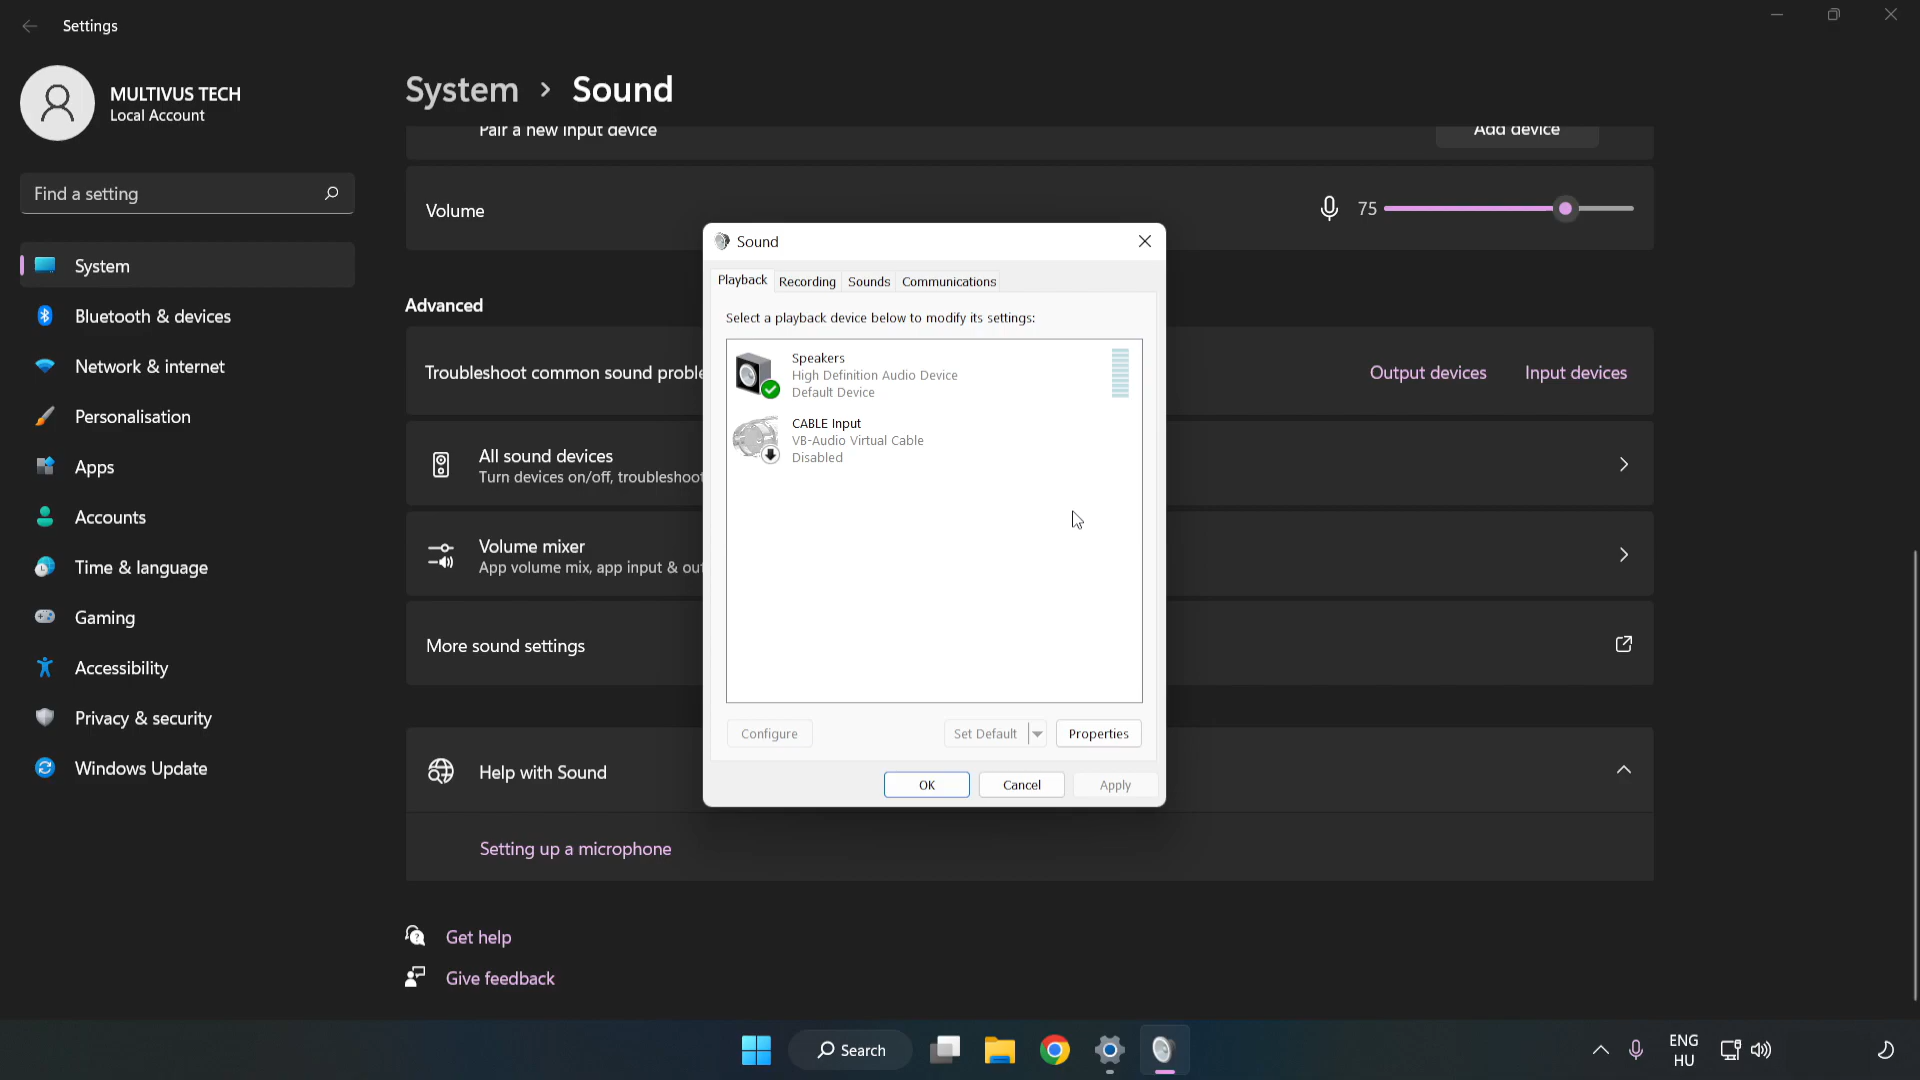 Settings
MULTIVUS TECH
Local Account
Find a setting
System
Bluetooth & devices
Network & internet
Personalisation
Apps
Accounts
Time & language
Gaming
Accessibility
Privacy & security
Windows Update
System › Sound
Pair a new input device
Add device
Volume
75
Advanced
Troubleshoot common sound proble
Output devices
Input devices
All sound devices
Turn devices on/off, troubleshoot
Volume mixer
App volume mix, app input & ou
More sound settings
Help with Sound
Setting up a microphone
Get help
Give feedback
Sound
Playback
Recording
Sounds
Communications
Select a playback device below to modify its settings:
Speakers
High Definition Audio Device
Default Device
CABLE Input
VB-Audio Virtual Cable
Disabled
Configure
Set Default
Properties
OK
Cancel
Apply
Search
ENG
HU